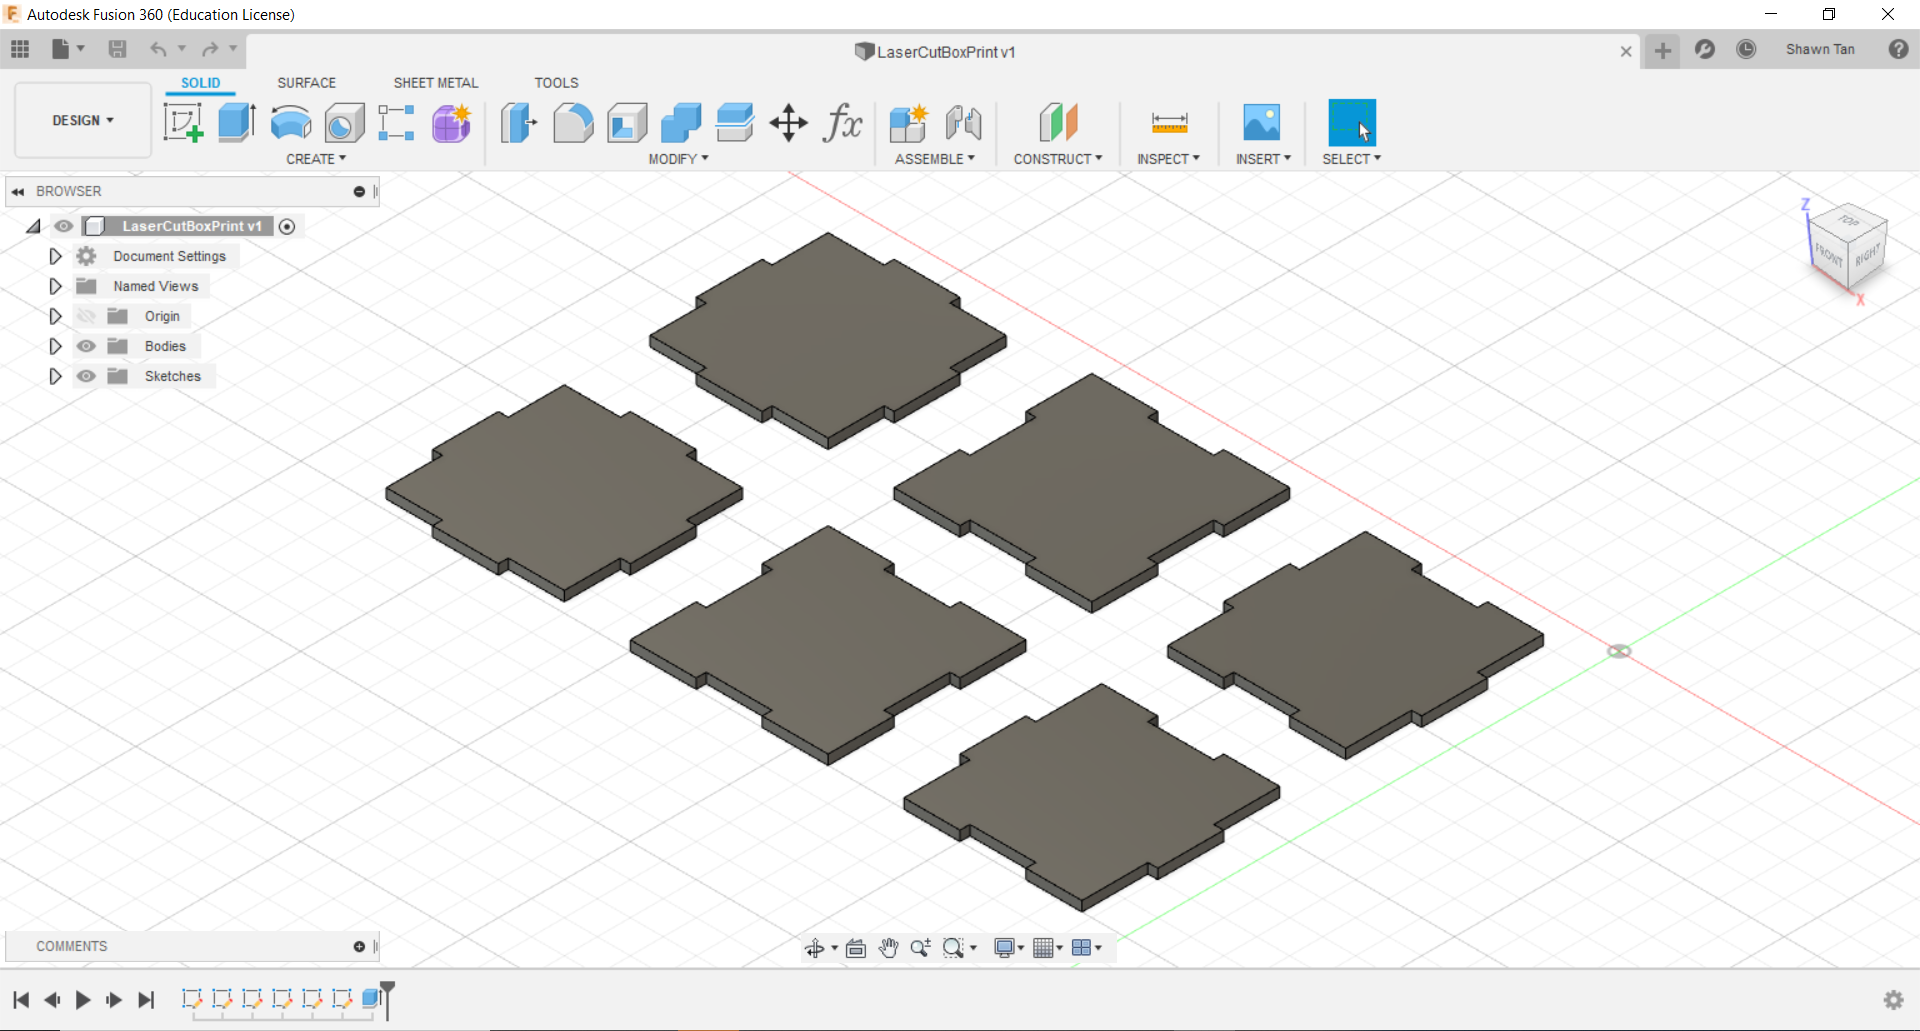 Autodesk Fusion 360 (Education License)
LaserCutBoxPrint v1
Shawn Tan
SOLID SURFACE SHEET METAL TOOLS
DESIGN
fx
CREATE MODIFY ASSEMBLE CONSTRUCT INSPECT INSERT SELECT
BROWSER
LaserCutBoxPrint v1
Document Settings
Named Views
Origin
Bodies
Sketches
Z
TOP
FRONT RIGHT
X
COMMENTS